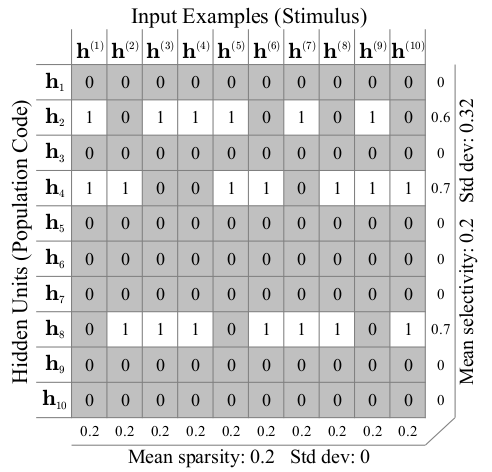 Input Examples (Stimulus)
h(1) h(2) h(3) h(4) h(5) h(6) h(7) h(8) h(9) h(10)
h1 0 0 0 0 0 0 0 0 0 0 0
h2 1 0 1 1 1 0 1 0 1 0 0.6
h3 0 0 0 0 0 0 0 0 0 0 0
h4 1 1 0 0 1 1 0 1 1 1 0.7
h5 0 0 0 0 0 0 0 0 0 0 0
h6 0 0 0 0 0 0 0 0 0 0 0
h7 0 0 0 0 0 0 0 0 0 0 0
h8 0 1 1 1 0 1 1 1 0 1 0.7
h9 0 0 0 0 0 0 0 0 0 0 0
h10 0 0 0 0 0 0 0 0 0 0 0
0.2 0.2 0.2 0.2 0.2 0.2 0.2 0.2 0.2 0.2
Mean sparsity: 0.2 Std dev: 0
Hidden Units (Population Code)
Mean selectivity: 0.2 Std dev: 0.32